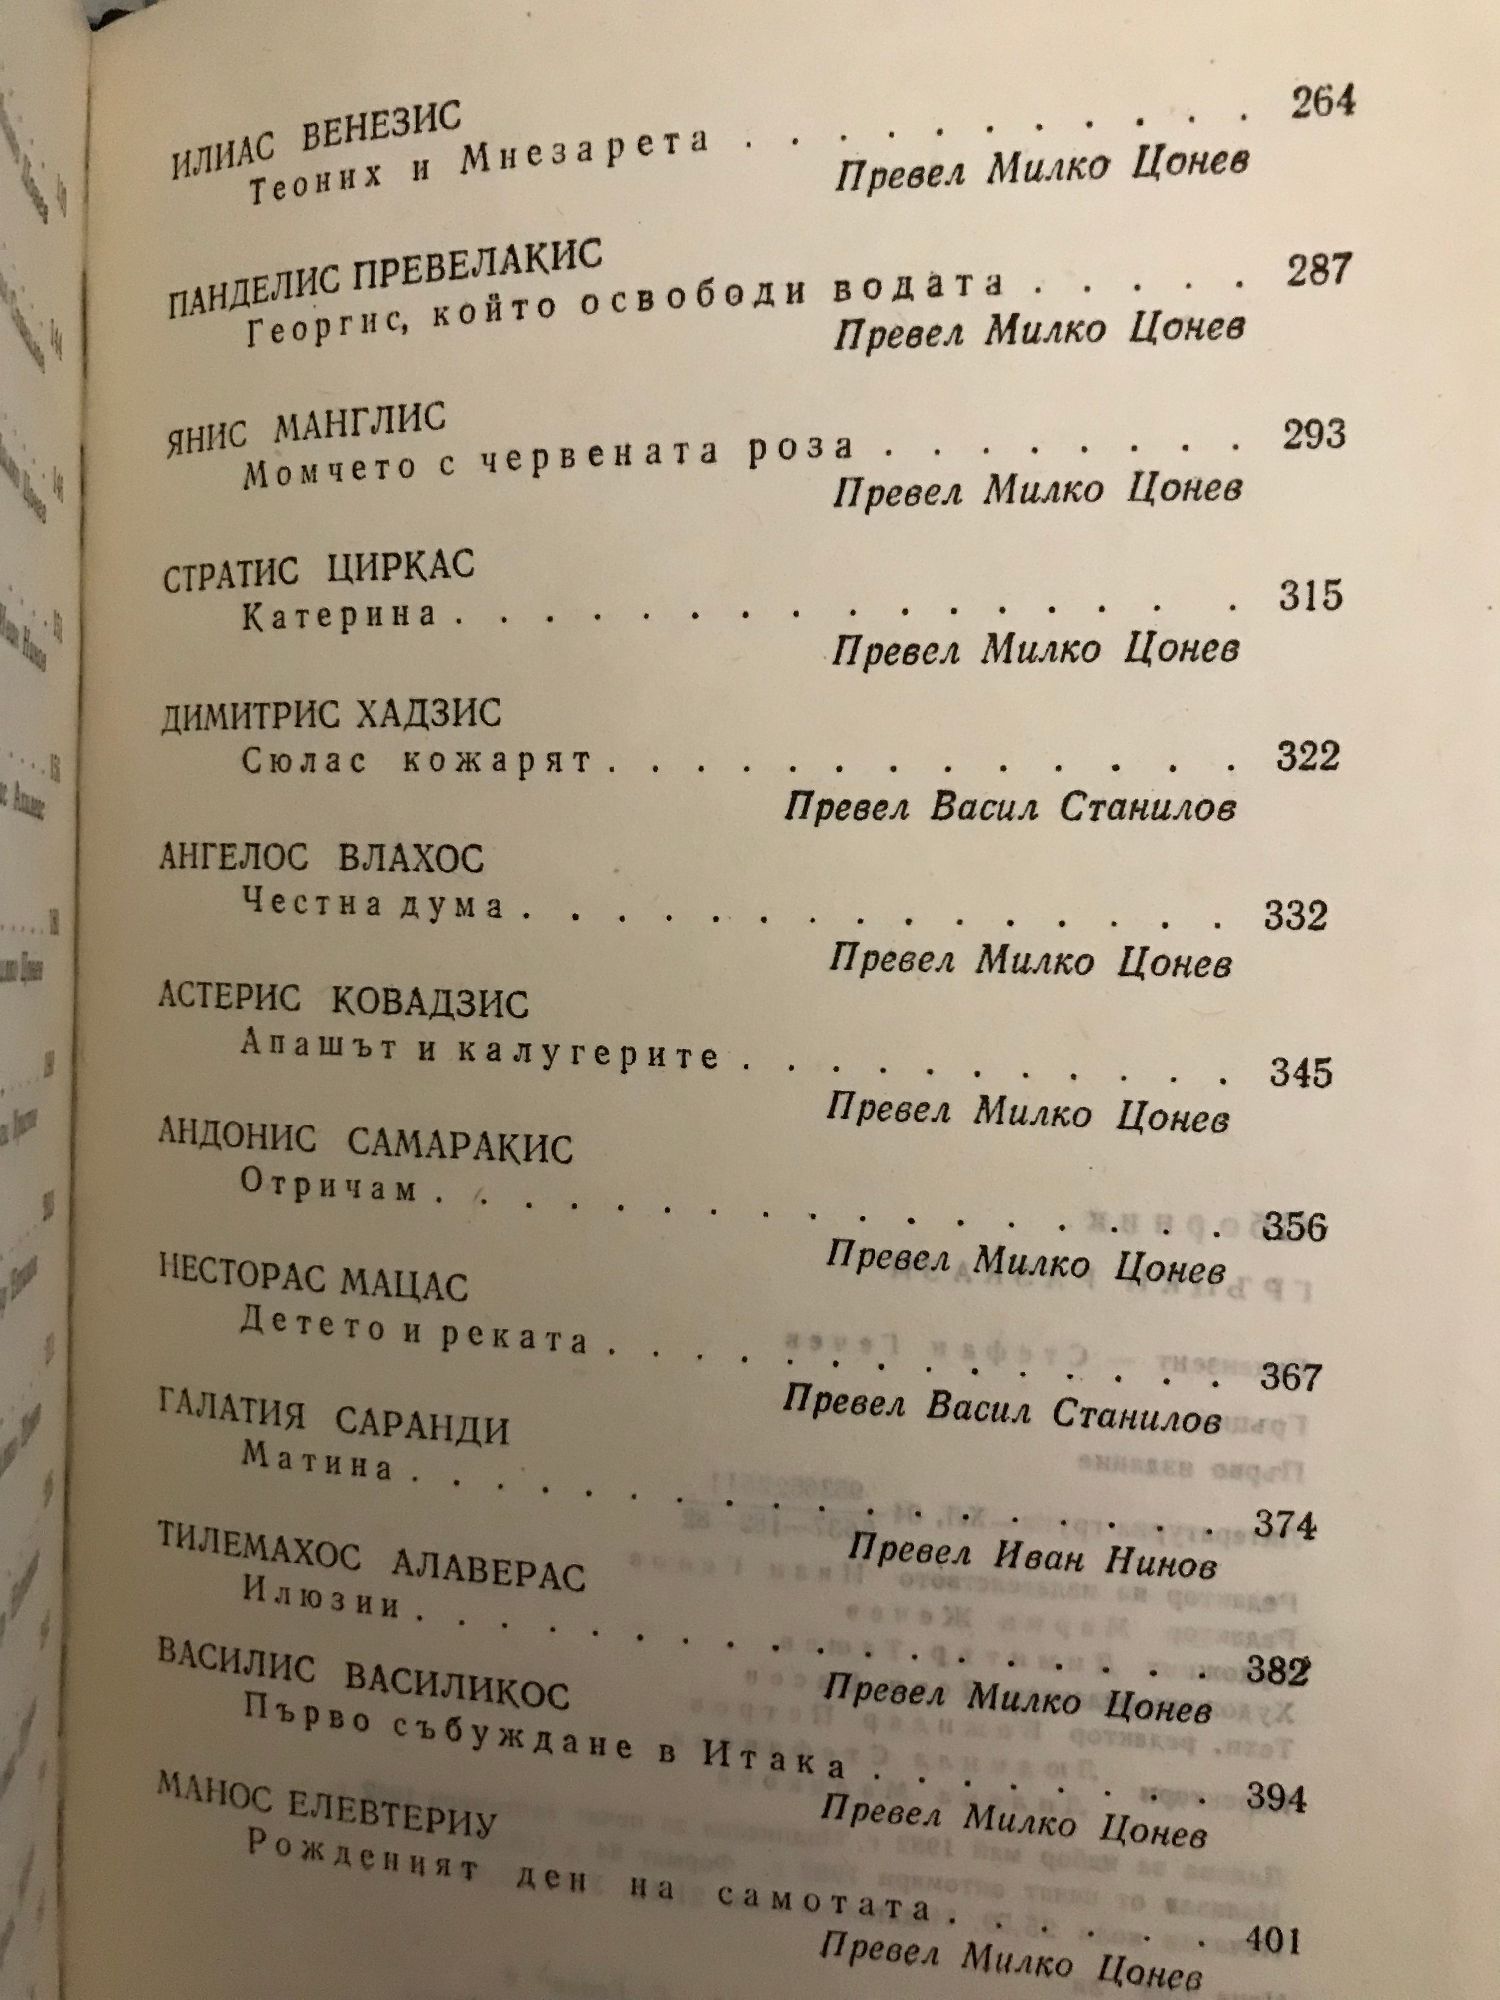 ИЛИАС ВЕНЕЗИС
Теоних и Мнезарета . . . . . . . . . . . 264
Превел Милко Цонев
ПАНДЕЛИС ПРЕВЕЛАКИС
Георгис, който освободи водата . . . . . 287
Превел Милко Цонев
ЯНИС МАНГЛИС
Момчето с червената роза . . . . . . . . 293
Превел Милко Цонев
СТРАТИС ЦИРКАС
Катерина . . . . . . . . . . . . . . . . . 315
Превел Милко Цонев
ДИМИТРИС ХАДЗИС
Сюлас кожарят . . . . . . . . . . . . . . 322
Превел Васил Станилов
АНГЕЛОС ВЛАХОС
Честна дума . . . . . . . . . . . . . . . 332
Превел Милко Цонев
АСТЕРИС КОВАДЗИС
Апашът и калугерите . . . . . . . . . . . 345
Превел Милко Цонев
АНДОНИС САМАРАКИС
Отричам . . . . . . . . . . . . . . . . . 356
Превел Милко Цонев
НЕСТОРАС МАЦАС
Детето и реката . . . . . . . . . . . . . 367
Превел Васил Станилов
ГАЛАТИЯ САРАНДИ
Матина . . . . . . . . . . . . . . . . . . 374
Превел Иван Нинов
ТИЛЕМАХОС АЛАВЕРАС
Илюзии . . . . . . . . . . . . . . . . . . 382
Превел Милко Цонев
ВАСИЛИС ВАСИЛИКОС
Първо събуждане в Итака . . . . . . . . 394
Превел Милко Цонев
МАНОС ЕЛЕВТЕРИУ
Рожденият ден на самотата . . . . . . 401
Превел Милко Цонев